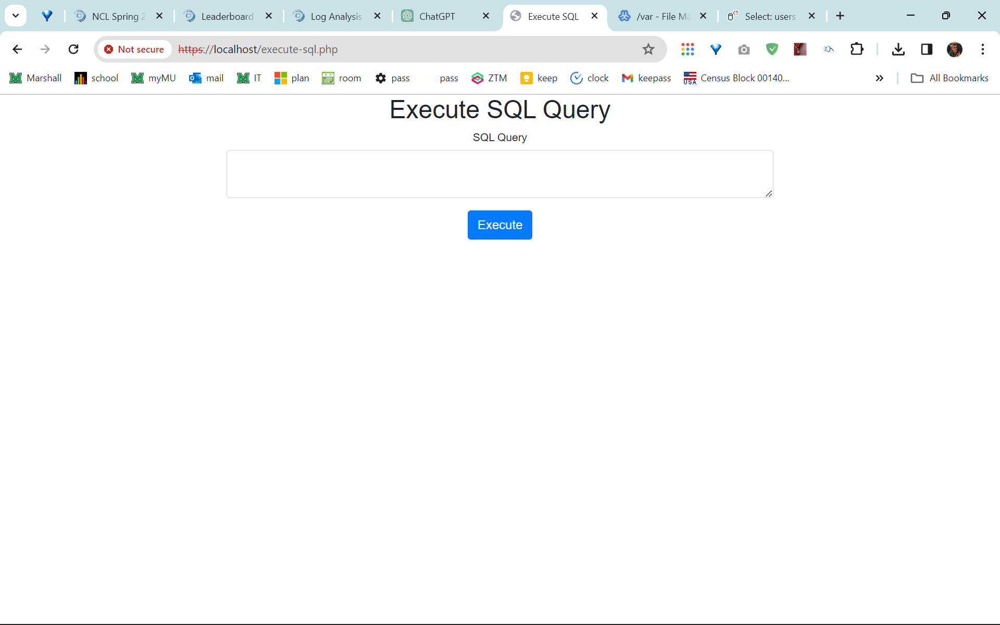 NCL Spring 2
Leaderboard
Log Analysis
ChatGPT
Execute SQL
/var - File Ma
Select: users
Not secure
https://localhost/execute-sql.php
Marshall
school
myMU
mail
IT
plan
room
pass
pass
ZTM
keep
clock
keepass
USA
Census Block 00140...
All Bookmarks
Execute SQL Query
SQL Query
Execute